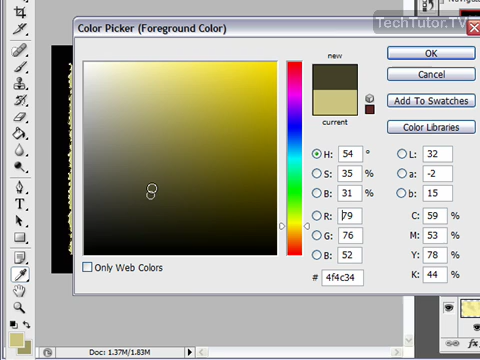 TechTutor.TV
Color Picker (Foreground Color)
new
current
OK
Cancel
Add To Swatches
Color Libraries
H: 54 °
S: 35 %
B: 31 %
R: 79
G: 76
B: 52
# 4f4c34
L: 32
a: -2
b: 15
C: 59 %
M: 53 %
Y: 78 %
K: 44 %
Only Web Colors
T
Doc: 1.37M/1.83M
fx